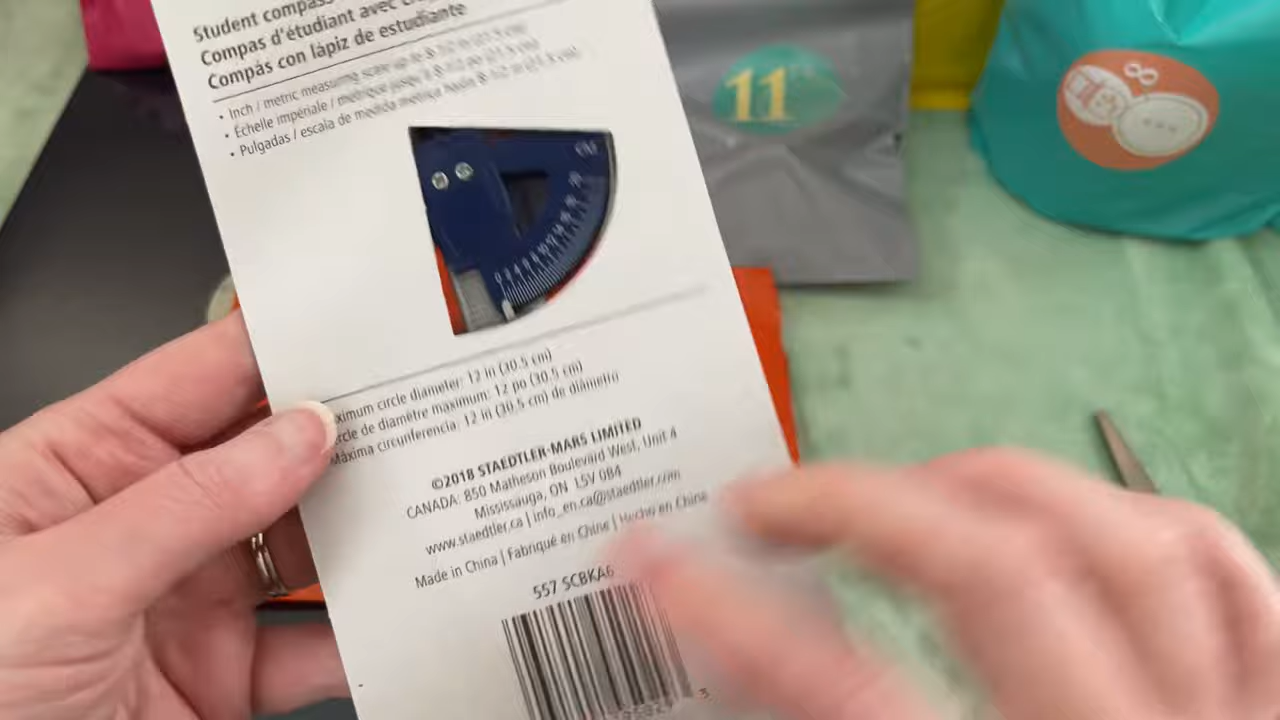 Student compass
Compas d'étudiant avec
Compás con lápiz de estudiante
• Inch / metric measuring scale up to 8-1/2 in (21.5 cm)
• Échelle impériale / métrique jusqu'à 8-1/2 po (21.5 cm)
• Pulgadas / escala de medida métrica hasta 8-1/2 in (21.5 cm)
ximum circle diameter: 12 in (30.5 cm)
rcle de diamètre maximum: 12 po (30.5 cm)
Máxima circunferencia: 12 in (30.5 cm) de diámetro
©2018 STAEDTLER-MARS LIMITED
CANADA: 850 Matheson Boulevard West, Unit 4
Mississauga, ON L5V 0B4
www.staedtler.ca | info_en.ca@staedtler.com
Made in China | Fabriqué en Chine | Hecho en China
557 SCBKA6
3
11
8